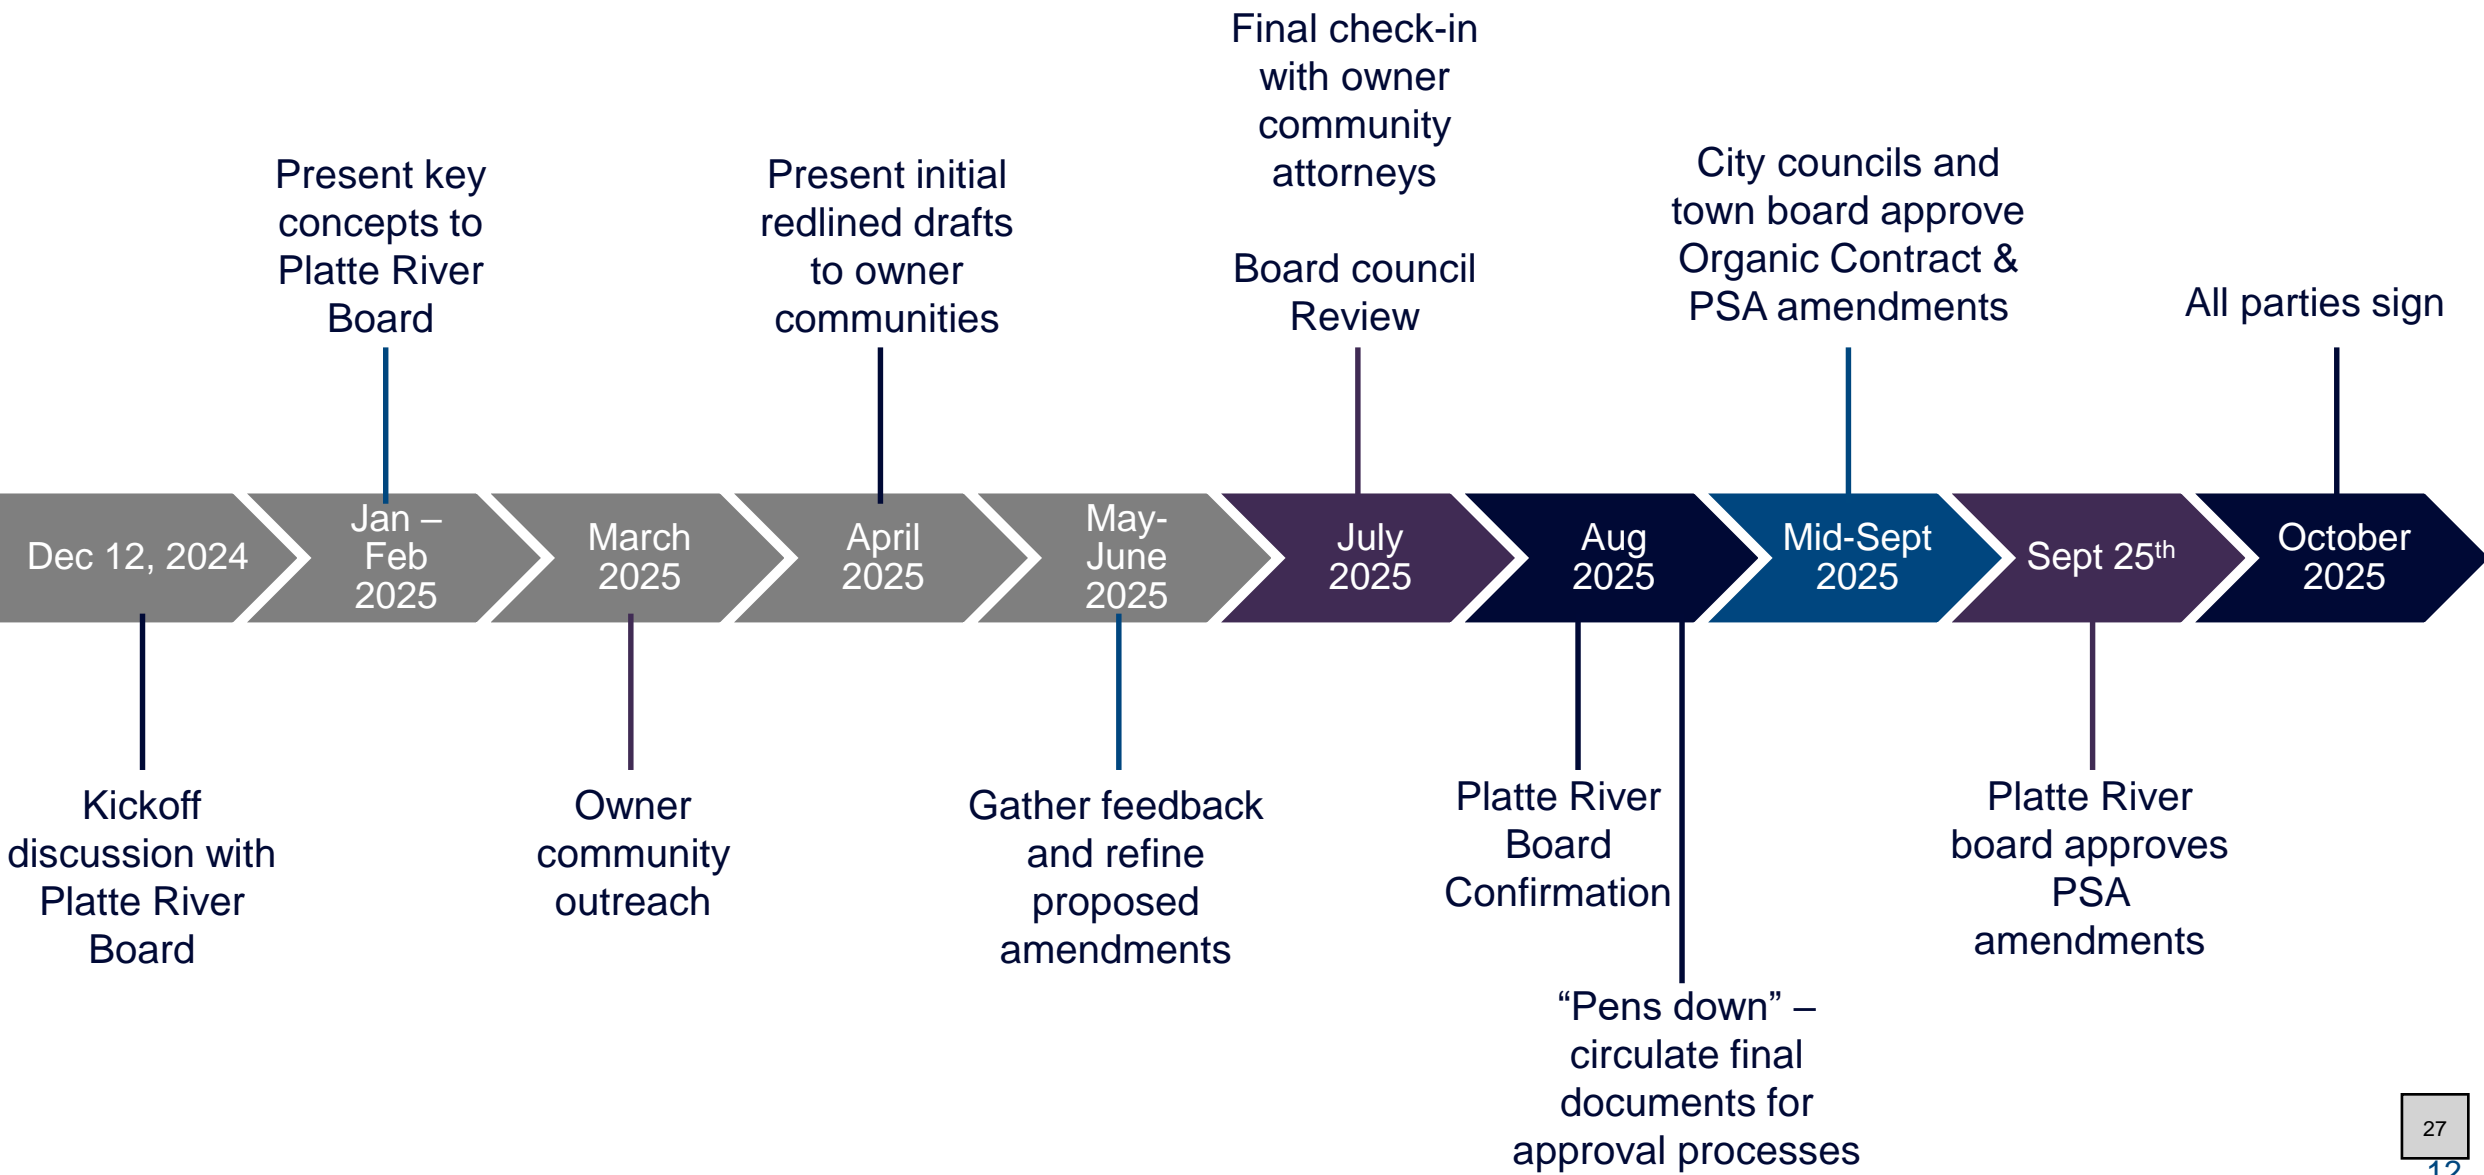 Final check-in
with owner
community
attorneys
Board council
Review
Present key
concepts to
Platte River
Board
Present initial
redlined drafts
to owner
communities
City councils and
town board approve
Organic Contract &
PSA amendments
All parties sign
Dec 12, 2024
Jan –
Feb
2025
March
2025
April
2025
May-
June
2025
July
2025
Aug
2025
Mid-Sept
2025
Sept 25th
October
2025
Kickoff
discussion with
Platte River
Board
Owner
community
outreach
Gather feedback
and refine
proposed
amendments
Platte River
Board
Confirmation
“Pens down” –
circulate final
documents for
approval processes
Platte River
board approves
PSA
amendments
27
12